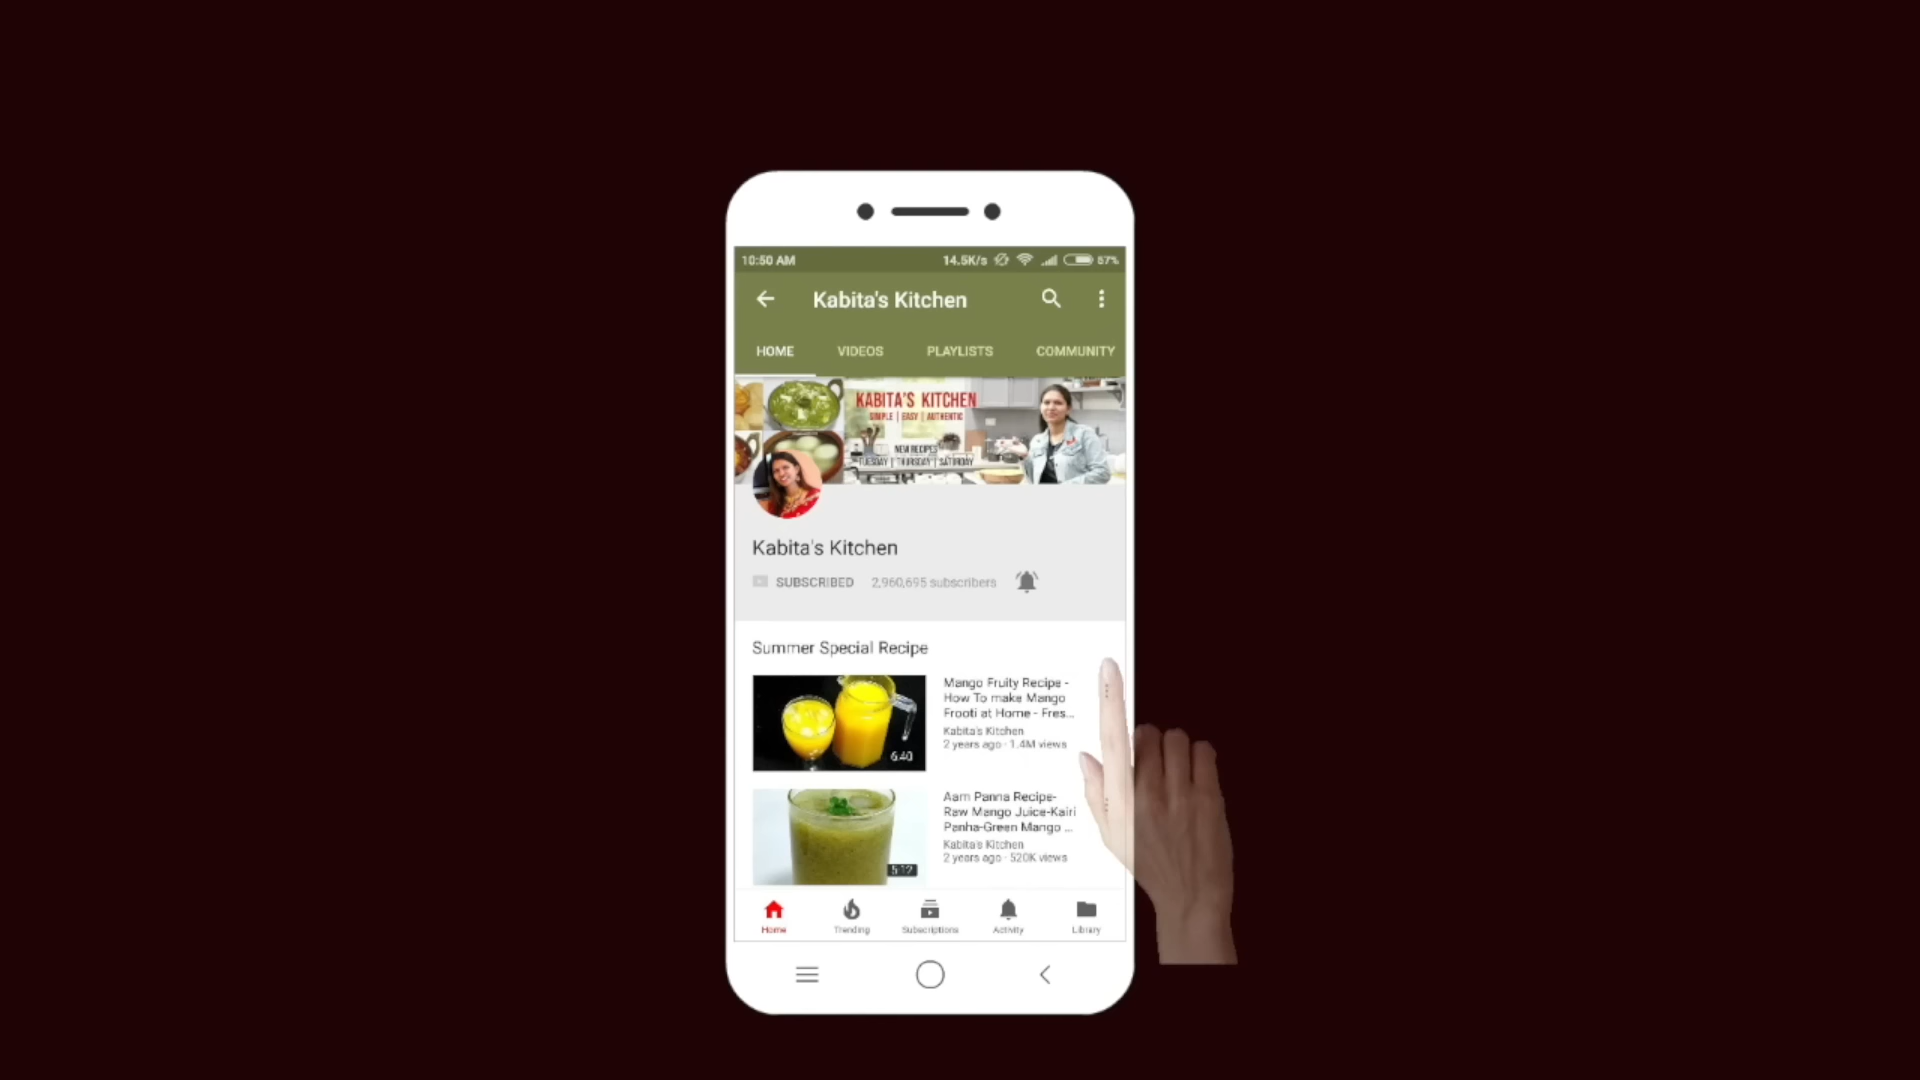 10:50 AM 14.5K/s 67%
Kabita's Kitchen
HOME VIDEOS PLAYLISTS COMMUNITY
KABITA'S KITCHEN
SIMPLE | EASY | AUTHENTIC
NEW RECIPES
TUESDAY | THURSDAY | SATURDAY
Kabita's Kitchen
SUBSCRIBED 2,960,695 subscribers
Summer Special Recipe
Mango Fruity Recipe -
How To make Mango
Frooti at Home - Fres...
Kabita's Kitchen
2 years ago · 1.4M views
6:40
Aam Panna Recipe-
Raw Mango Juice-Kairi
Panha-Green Mango ...
Kabita's Kitchen
2 years ago · 520K views
5:12
Home Trending Subscriptions Activity Library